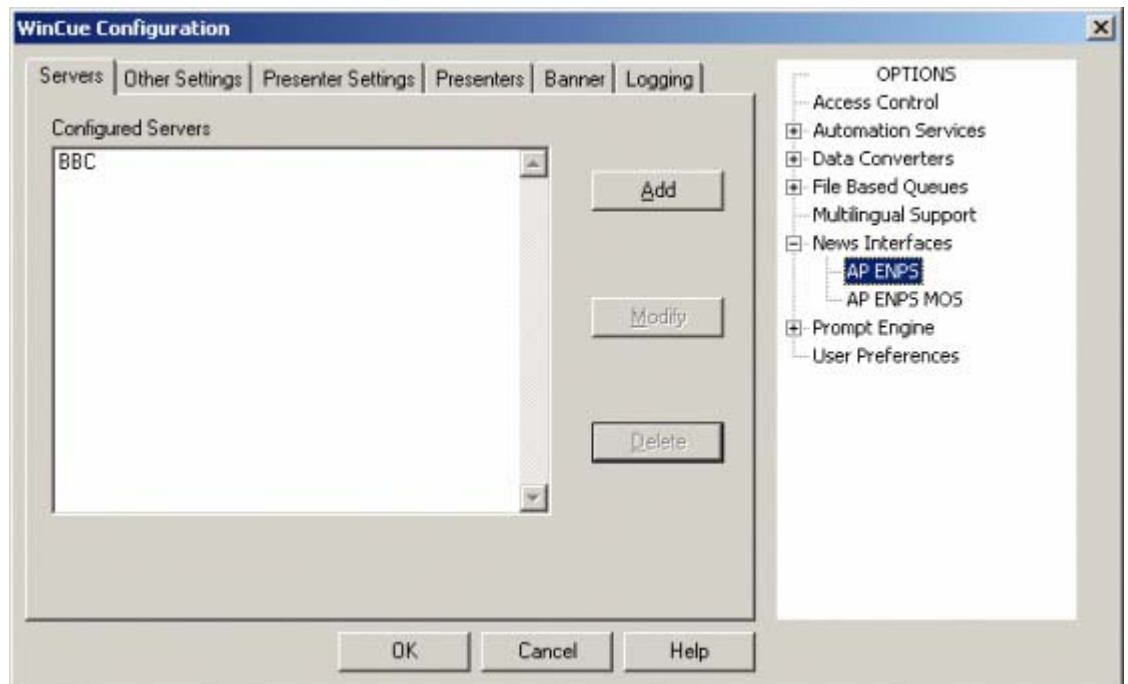 WinCue Configuration
Servers
Other Settings
Presenter Settings
Presenters
Banner
Logging
Configured Servers
BBC
Add
Modify
Delete
OK
Cancel
Help
OPTIONS
Access Control
Automation Services
Data Converters
File Based Queues
Multilingual Support
News Interfaces
AP ENPS
AP ENPS MOS
Prompt Engine
User Preferences